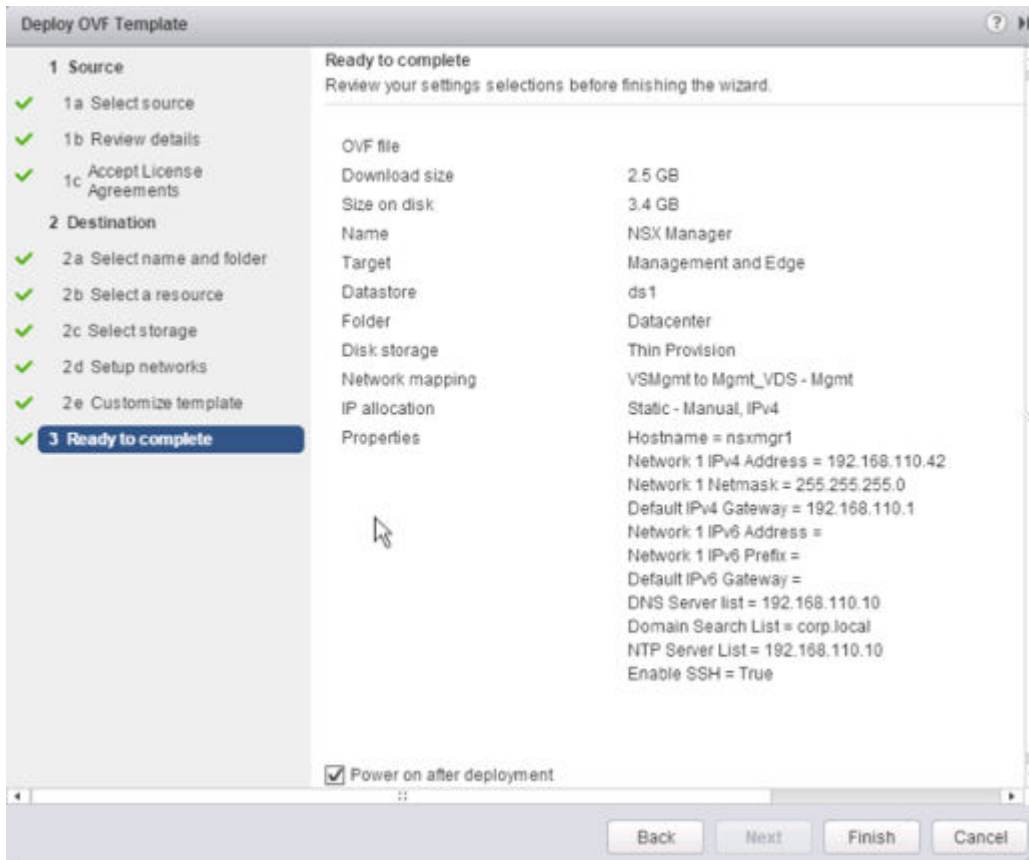 Deploy OVF Template
?
1 Source
1a Select source
1b Review details
1c Accept License
Agreements
2 Destination
2a Select name and folder
2b Select a resource
2c Select storage
2d Setup networks
2e Customize template
3 Ready to complete
Ready to complete
Review your settings selections before finishing the wizard.
OVF file
Download size 2.5 GB
Size on disk 3.4 GB
Name NSX Manager
Target Management and Edge
Datastore ds1
Folder Datacenter
Disk storage Thin Provision
Network mapping VSMgmt to Mgmt_VDS - Mgmt
IP allocation Static - Manual, IPv4
Properties Hostname = nsxmgr1
Network 1 IPv4 Address = 192.168.110.42
Network 1 Netmask = 255.255.255.0
Default IPv4 Gateway = 192.168.110.1
Network 1 IPv6 Address =
Network 1 IPv6 Prefix =
Default IPv6 Gateway =
DNS Server list = 192.168.110.10
Domain Search List = corp.local
NTP Server List = 192.168.110.10
Enable SSH = True
Power on after deployment
Back Next Finish Cancel